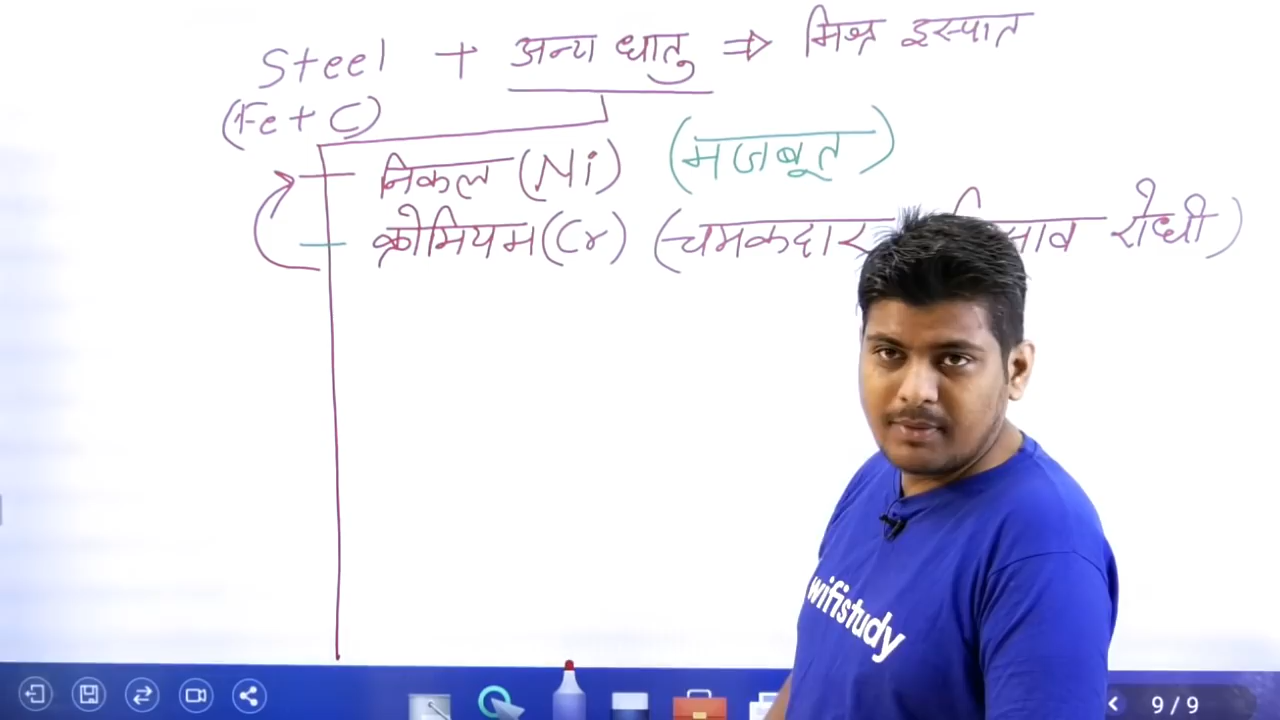 Steel + अन्य धातु ⇒ मिश्र इस्पात
(Fe + C)
निकल (Ni) (मजबूत)
क्रोमियम (Cr) (चमकदार रोधी)
wifistudy
9 / 9